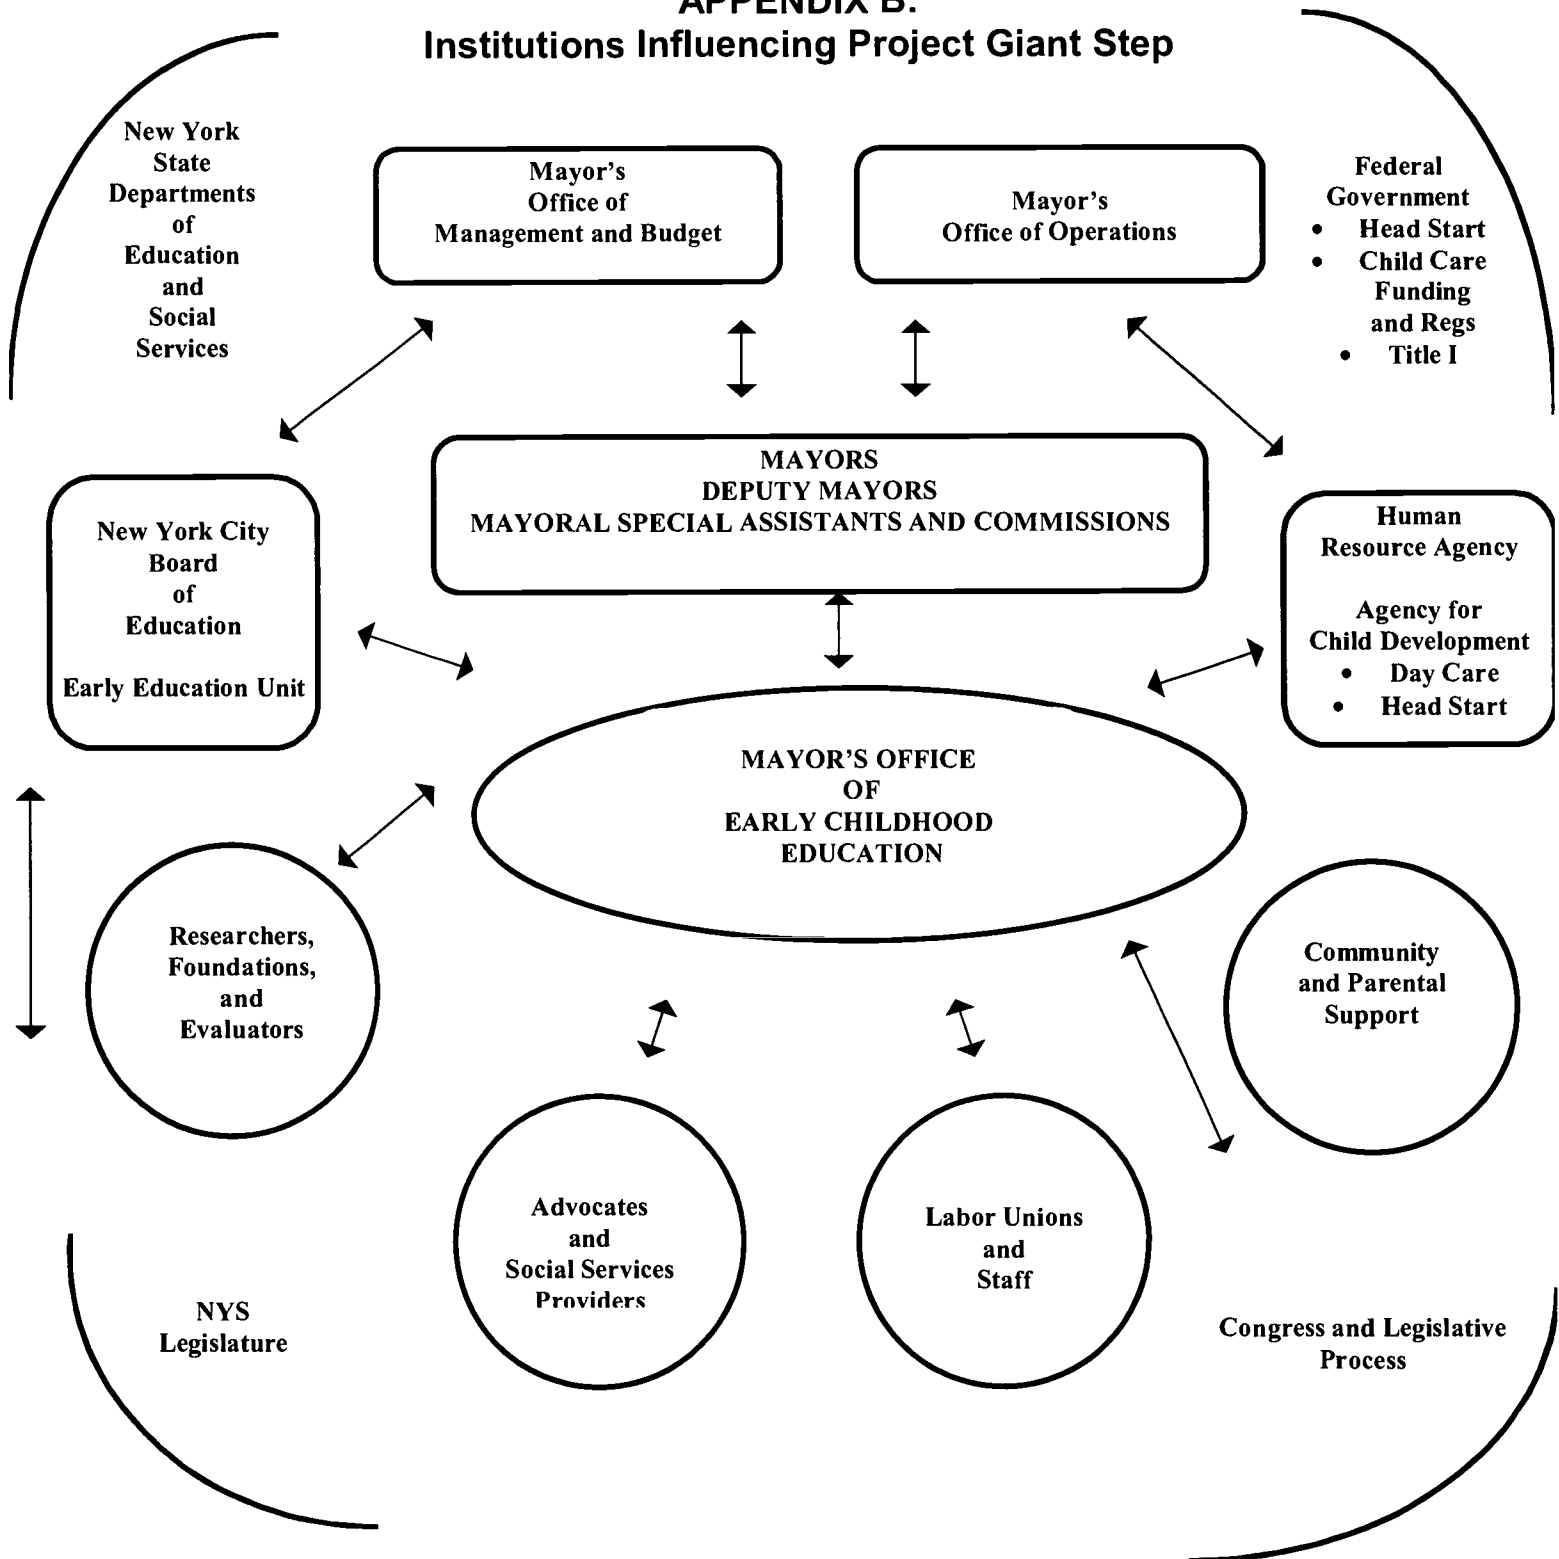 APPENDIX B:
Institutions Influencing Project Giant Step
New York
State
Departments
of
Education
and
Social
Services
Mayor's
Office of
Management and Budget
Mayor's
Office of Operations
Federal
Government
• Head Start
• Child Care
Funding
and Regs
• Title I
MAYORS
DEPUTY MAYORS
MAYORAL SPECIAL ASSISTANTS AND COMMISSIONS
New York City
Board
of
Education
Early Education Unit
Human
Resource Agency
Agency for
Child Development
• Day Care
• Head Start
MAYOR'S OFFICE
OF
EARLY CHILDHOOD
EDUCATION
Researchers,
Foundations,
and
Evaluators
Community
and Parental
Support
Advocates
and
Social Services
Providers
Labor Unions
and
Staff
NYS
Legislature
Congress and Legislative
Process